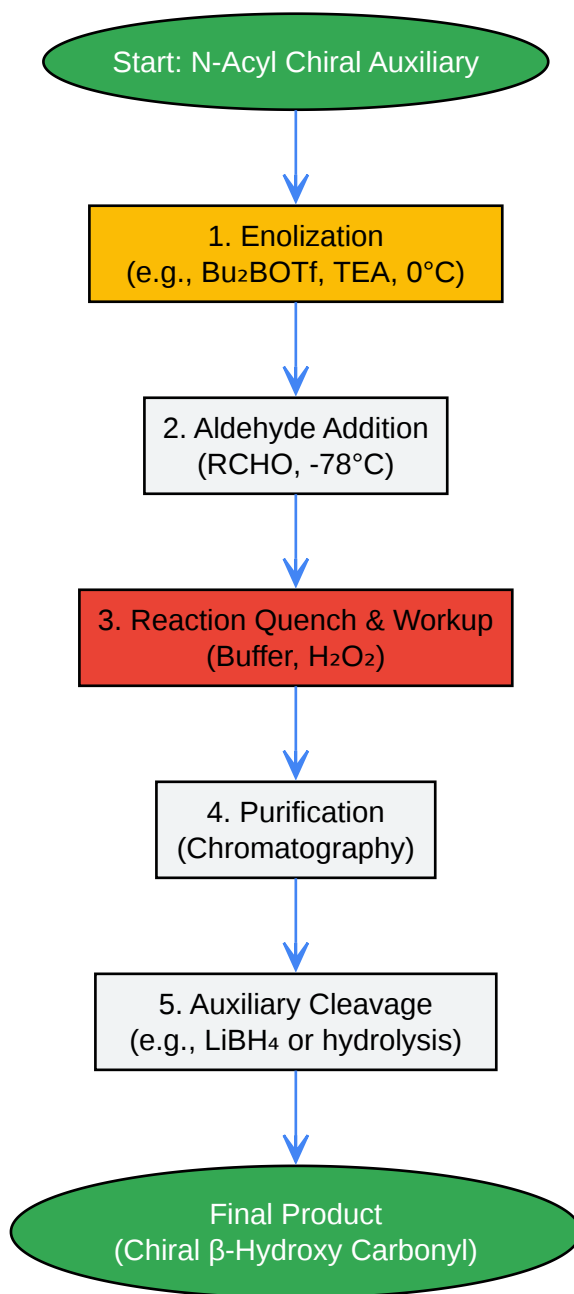 Start: N-Acyl Chiral Auxiliary
1. Enolization
(e.g., Bu₂BOTf, TEA, 0°C)
2. Aldehyde Addition
(RCHO, -78°C)
3. Reaction Quench & Workup
(Buffer, H₂O₂)
4. Purification
(Chromatography)
5. Auxiliary Cleavage
(e.g., LiBH₄ or hydrolysis)
Final Product
(Chiral β-Hydroxy Carbonyl)